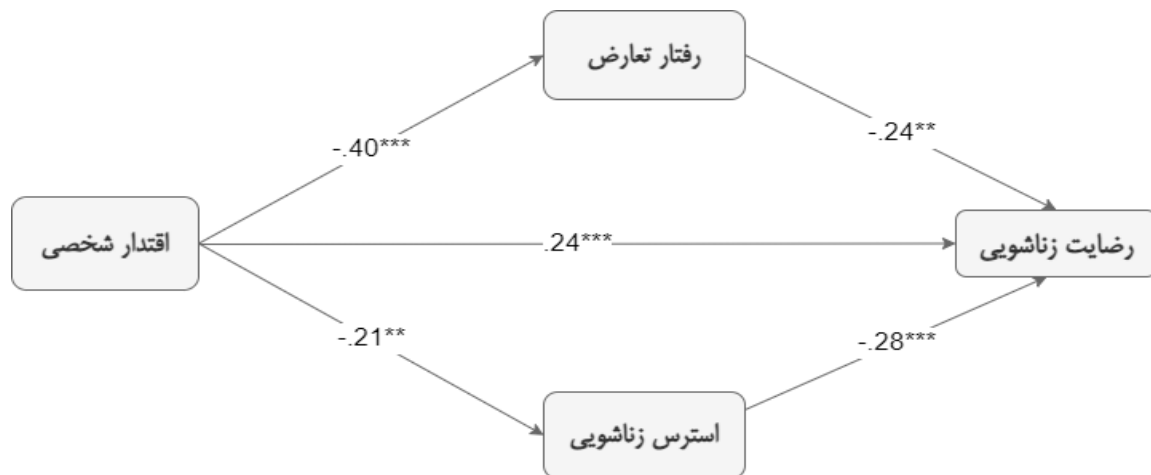 رفتار تعارض
-.40***
-.24**
اقتدار شخصی
.24***
رضایت زناشویی
-.21**
-.28***
استرس زناشویی